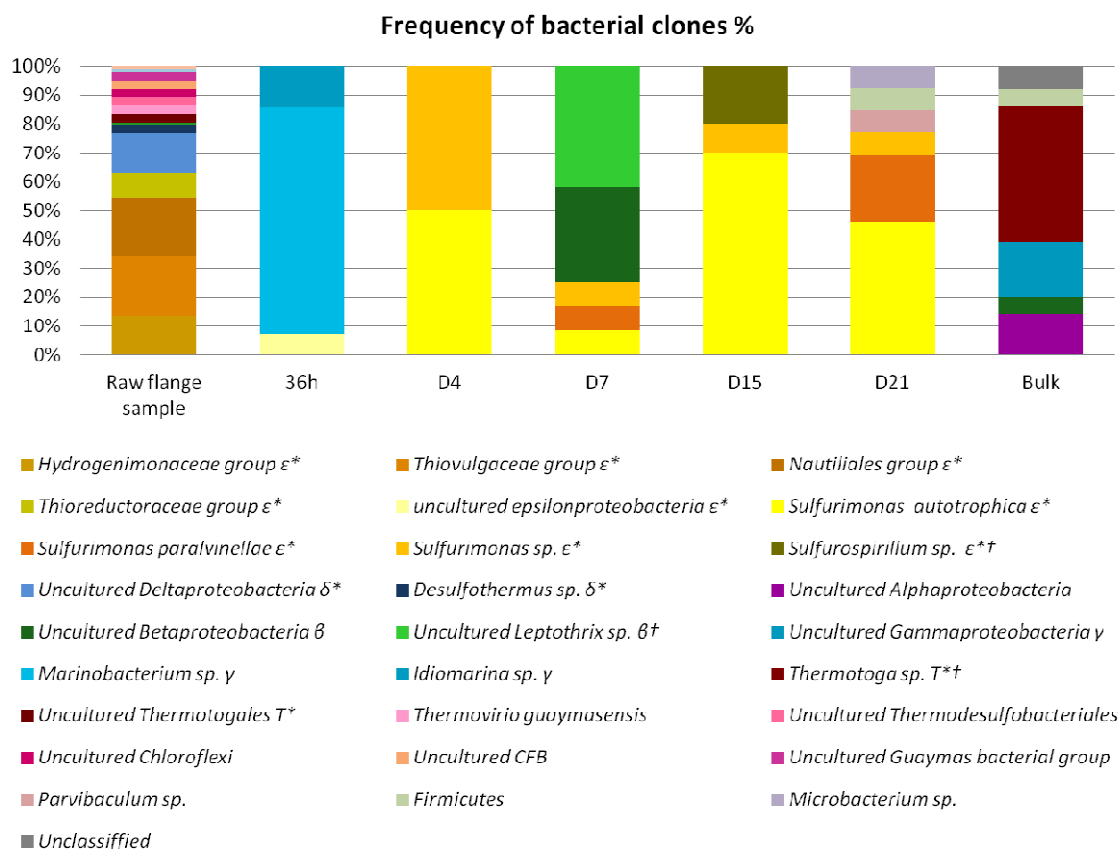 Frequency of bacterial clones %
100%
90%
80%
70%
60%
50%
40%
30%
20%
10%
0%
Raw flange sample 36h D4 D7 D15 D21 Bulk
Hydrogenimonaceae group ε* Thiovulgaceae group ε* Nautiliales group ε*
Thioreductoraceae group ε* uncultured epsilonproteobacteria ε* Sulfurimonas autotrophica ε*
Sulfurimonas paralvinellae ε* Sulfurimonas sp. ε* Sulfurospirillum sp. ε*†
Uncultured Deltaproteobacteria δ* Desulfothermus sp. δ* Uncultured Alphaproteobacteria
Uncultured Betaproteobacteria β Uncultured Leptothrix sp. β† Uncultured Gammaproteobacteria γ
Marinobacterium sp. γ Idiomarina sp. γ Thermotoga sp. T*†
Uncultured Thermotogales T* Thermovirio guaymasensis Uncultured Thermodesulfobacteriales
Uncultured Chloroflexi Uncultured CFB Uncultured Guaymas bacterial group
Parvibaculum sp. Firmicutes Microbacterium sp.
Unclassiffied